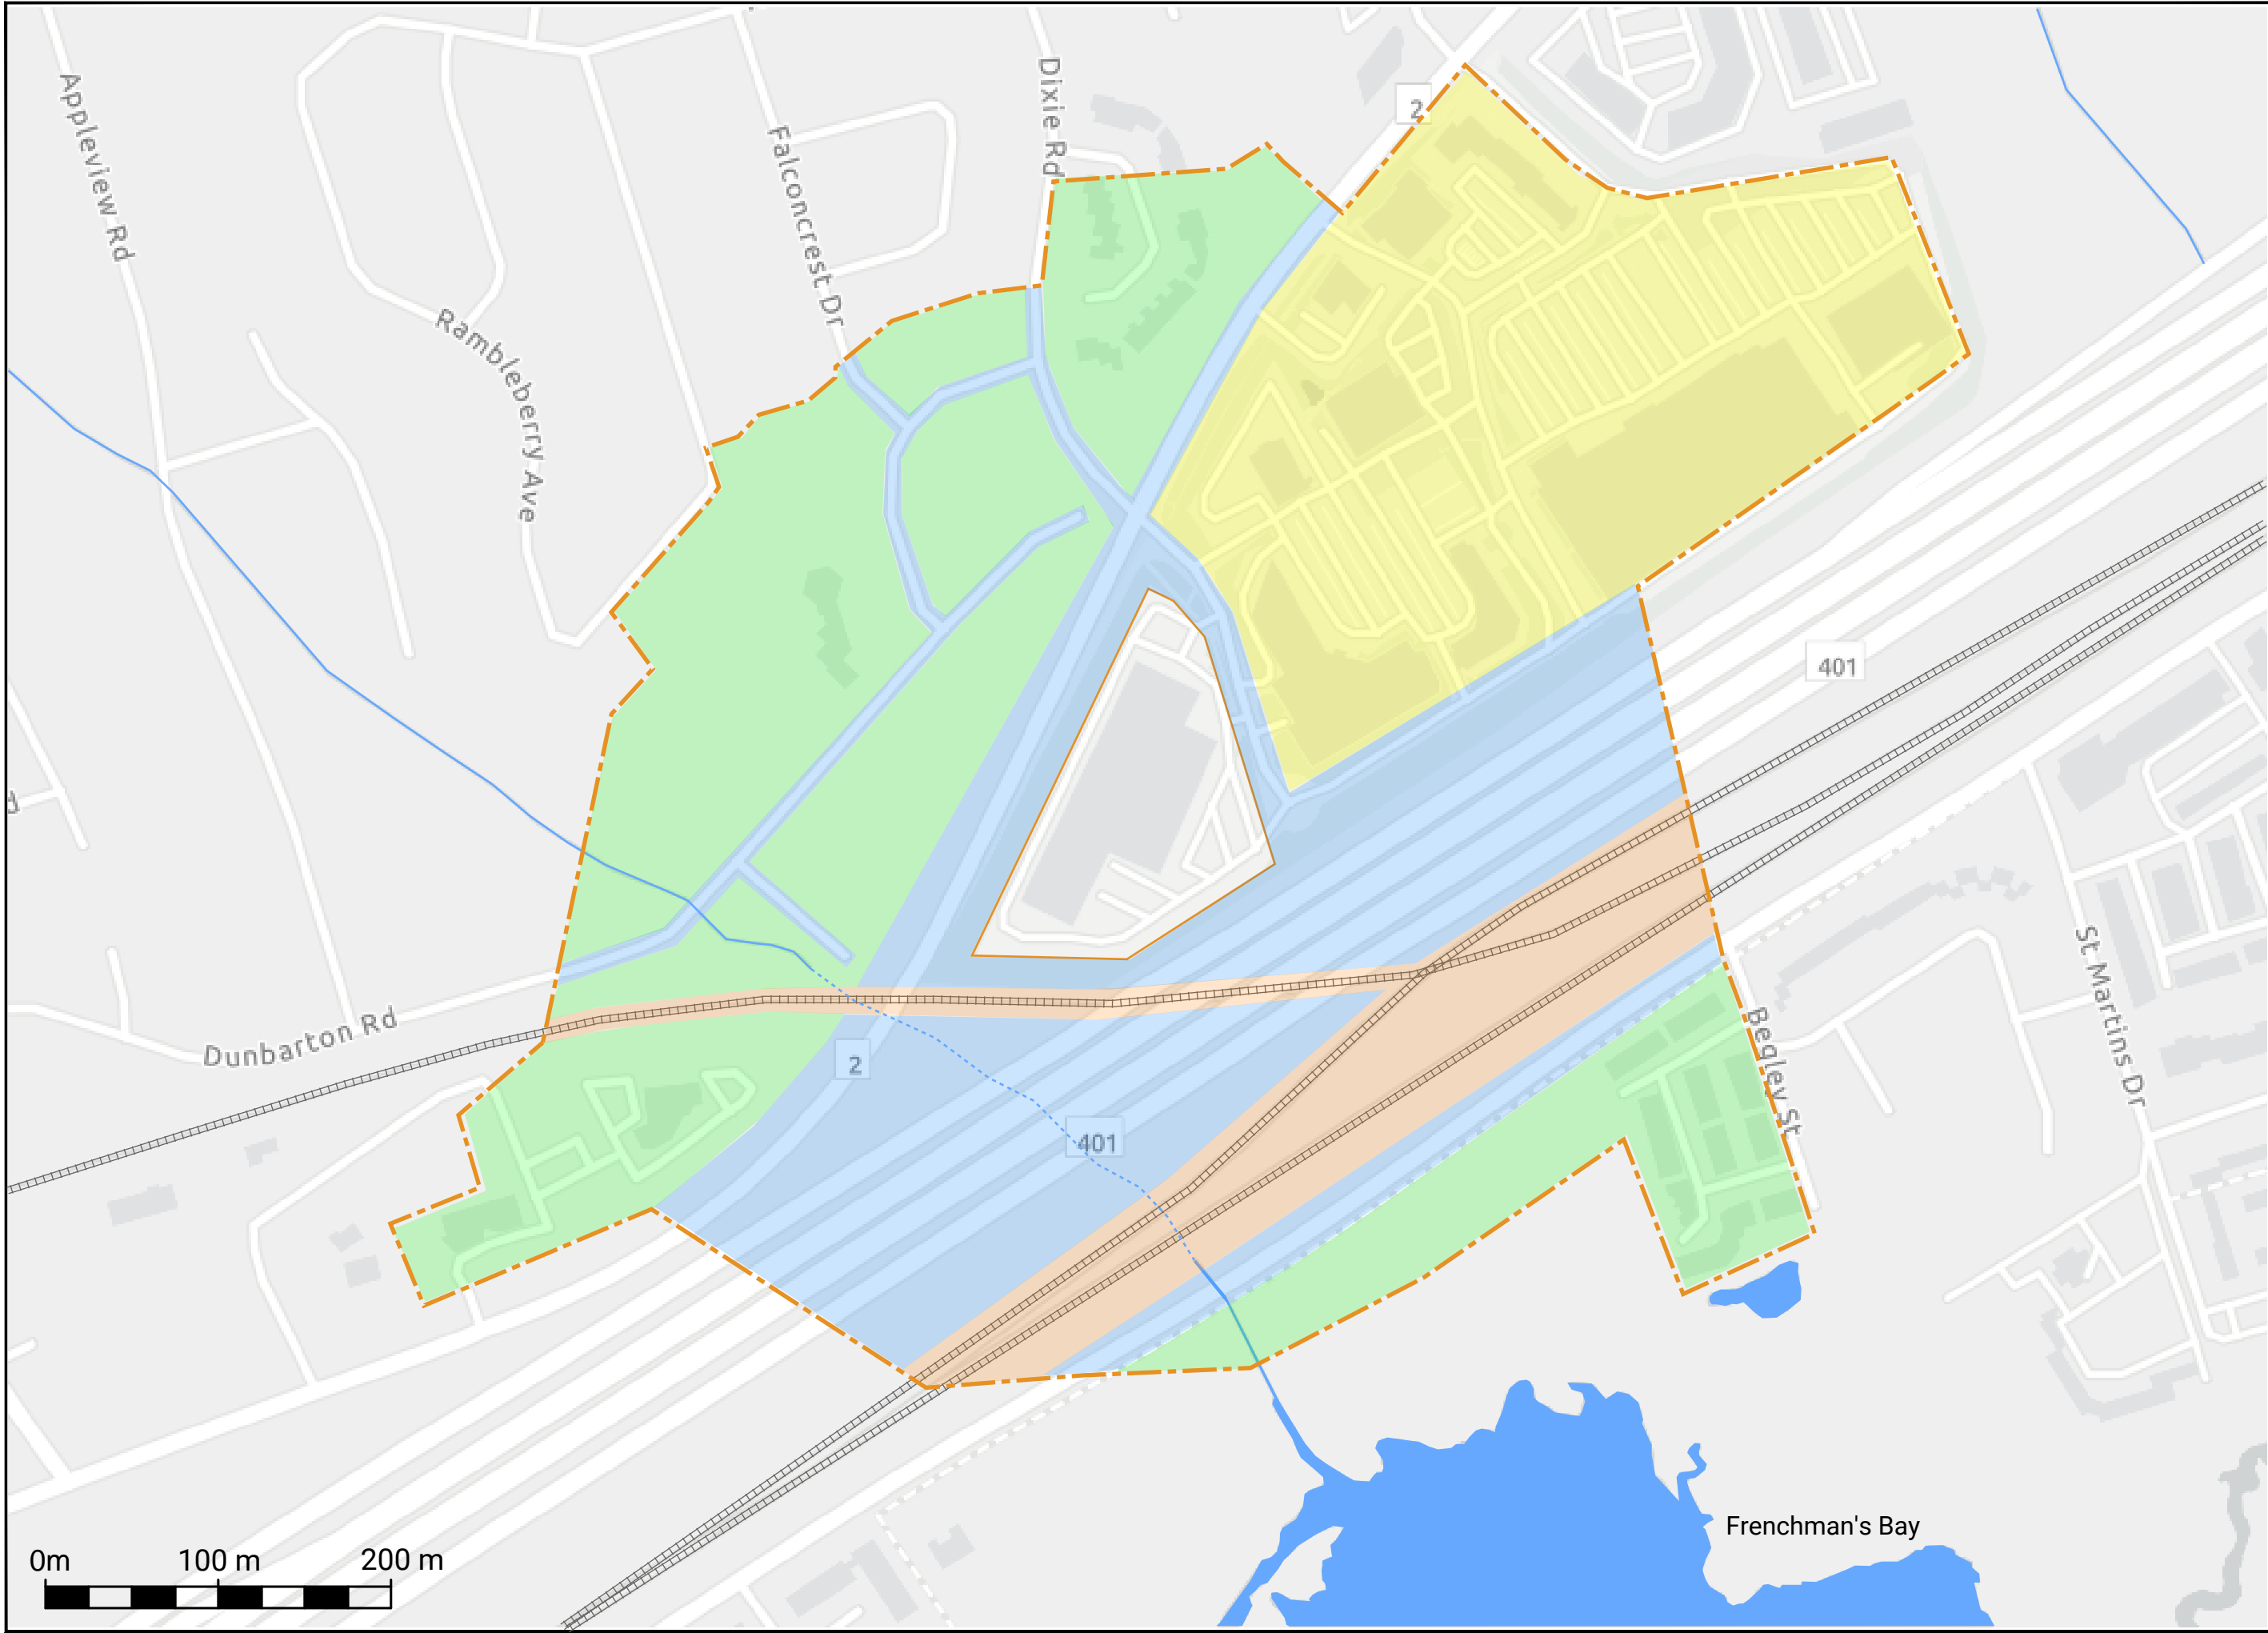 Appleview Rd
Rambleberry Ave
Falconcrest Dr
Dixie Rd
2
401
Dunbarton Rd
2
401
Begley St
St Martins Dr
Frenchman's Bay
0m 100 m 200 m